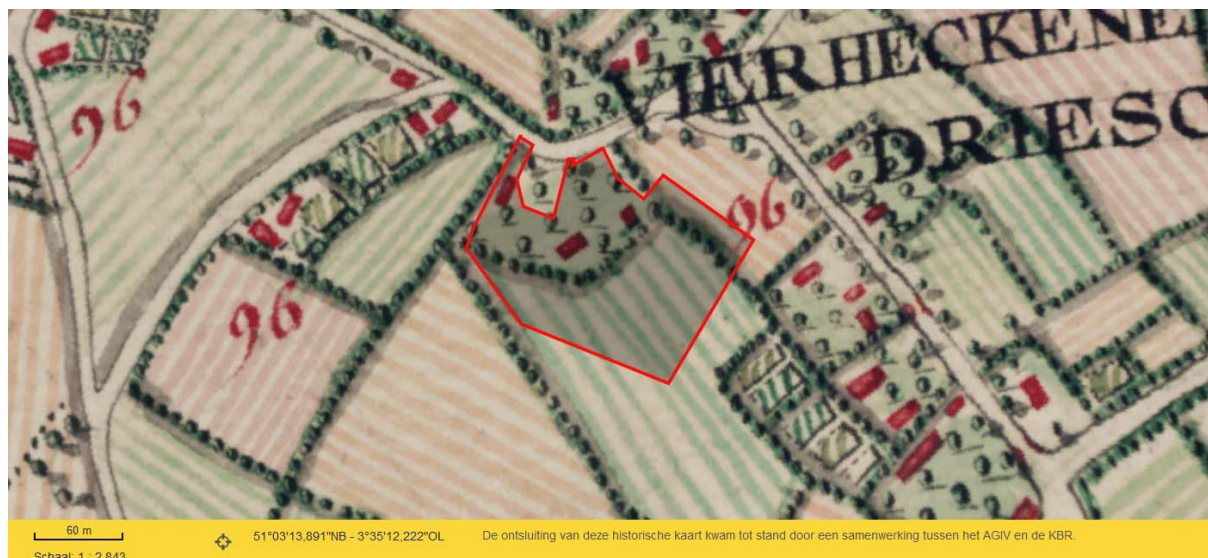 VIERHECKENE
DRIESC
96
96
96
60 m
51°03'13,891"NB - 3°35'12,222"OL
De ontsluiting van deze historische kaart kwam tot stand door een samenwerking tussen het AGIV en de KBR.
Schaal: 1 : 2.843